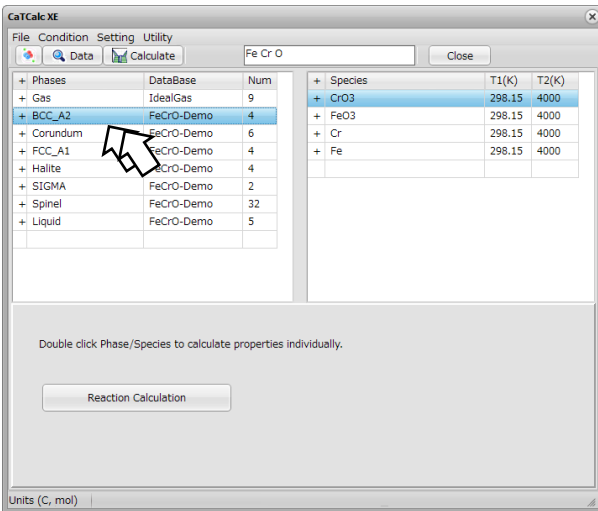 CaTCalc XE
File Condition Setting Utility
Data Calculate Fe Cr O Close
+ Phases DataBase Num
+ Gas IdealGas 9
+ BCC_A2 FeCrO-Demo 4
+ Corundum FeCrO-Demo 6
+ FCC_A1 FeCrO-Demo 4
+ Halite FeCrO-Demo 4
+ SIGMA FeCrO-Demo 2
+ Spinel FeCrO-Demo 32
+ Liquid FeCrO-Demo 5
+ Species T1(K) T2(K)
+ CrO3 298.15 4000
+ FeO3 298.15 4000
+ Cr 298.15 4000
+ Fe 298.15 4000
Double click Phase/Species to calculate properties individually.
Reaction Calculation
Units (C, mol)